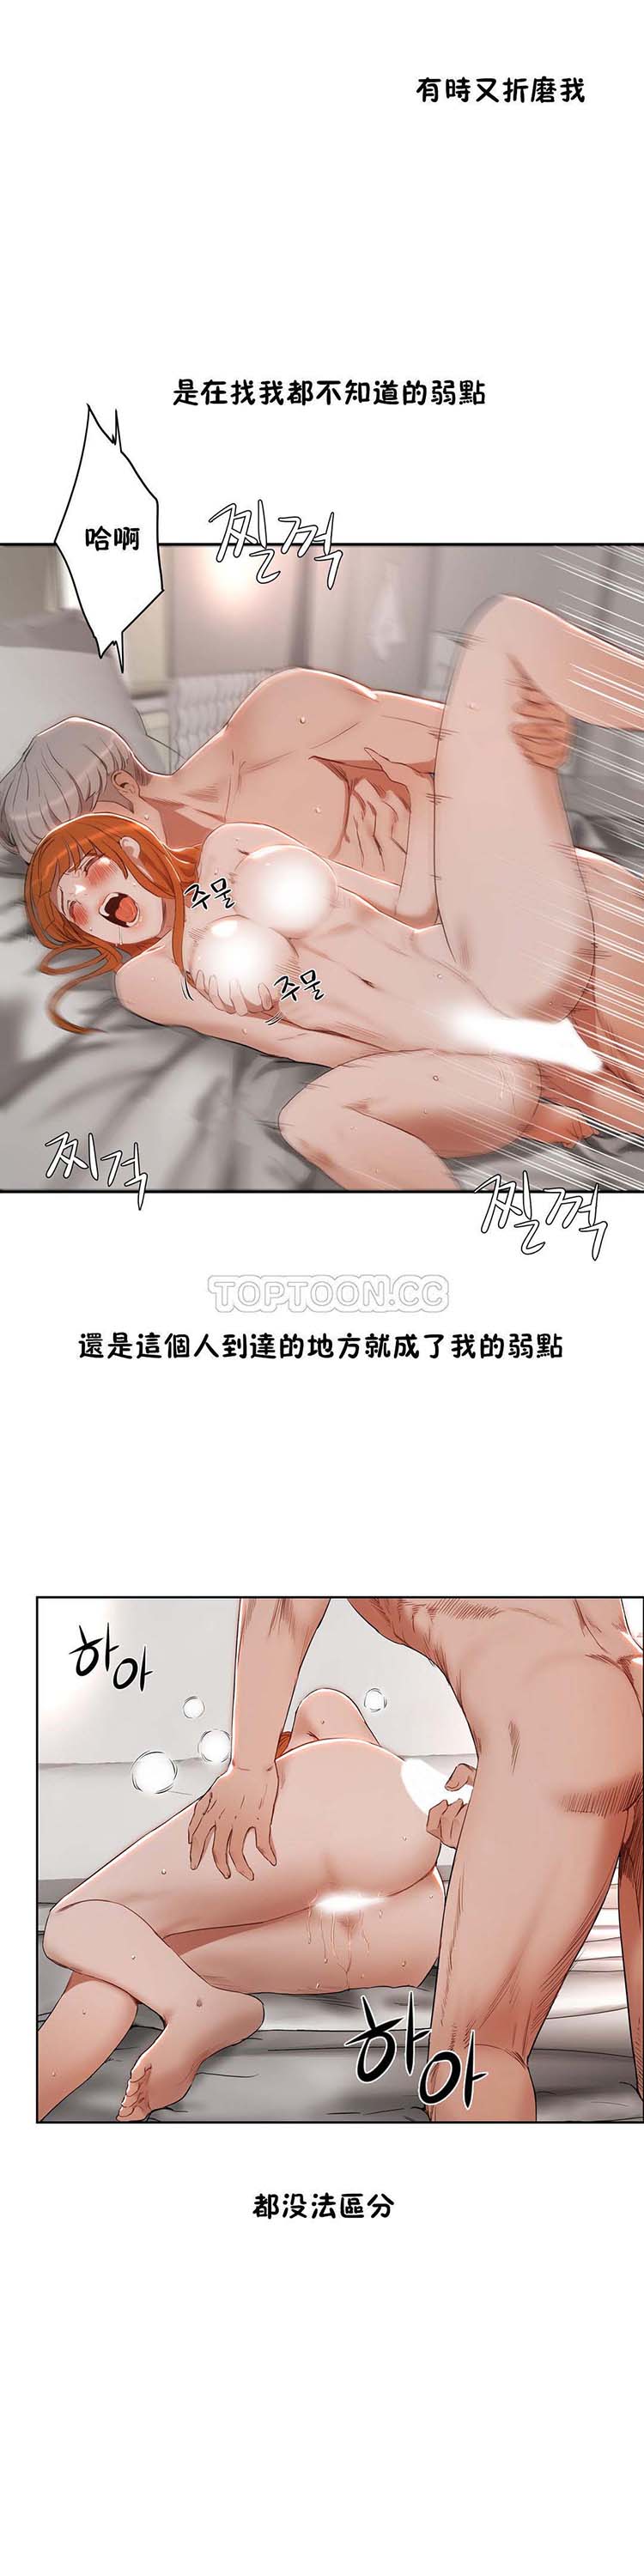 有時又折磨我
是在找我都不知道的弱點
哈啊
찔꺽
주물
주물
찌걱
찔꺽
TOPTOON.CC
還是這個人到達的地方就成了我的弱點
하아
하아
都没法區分